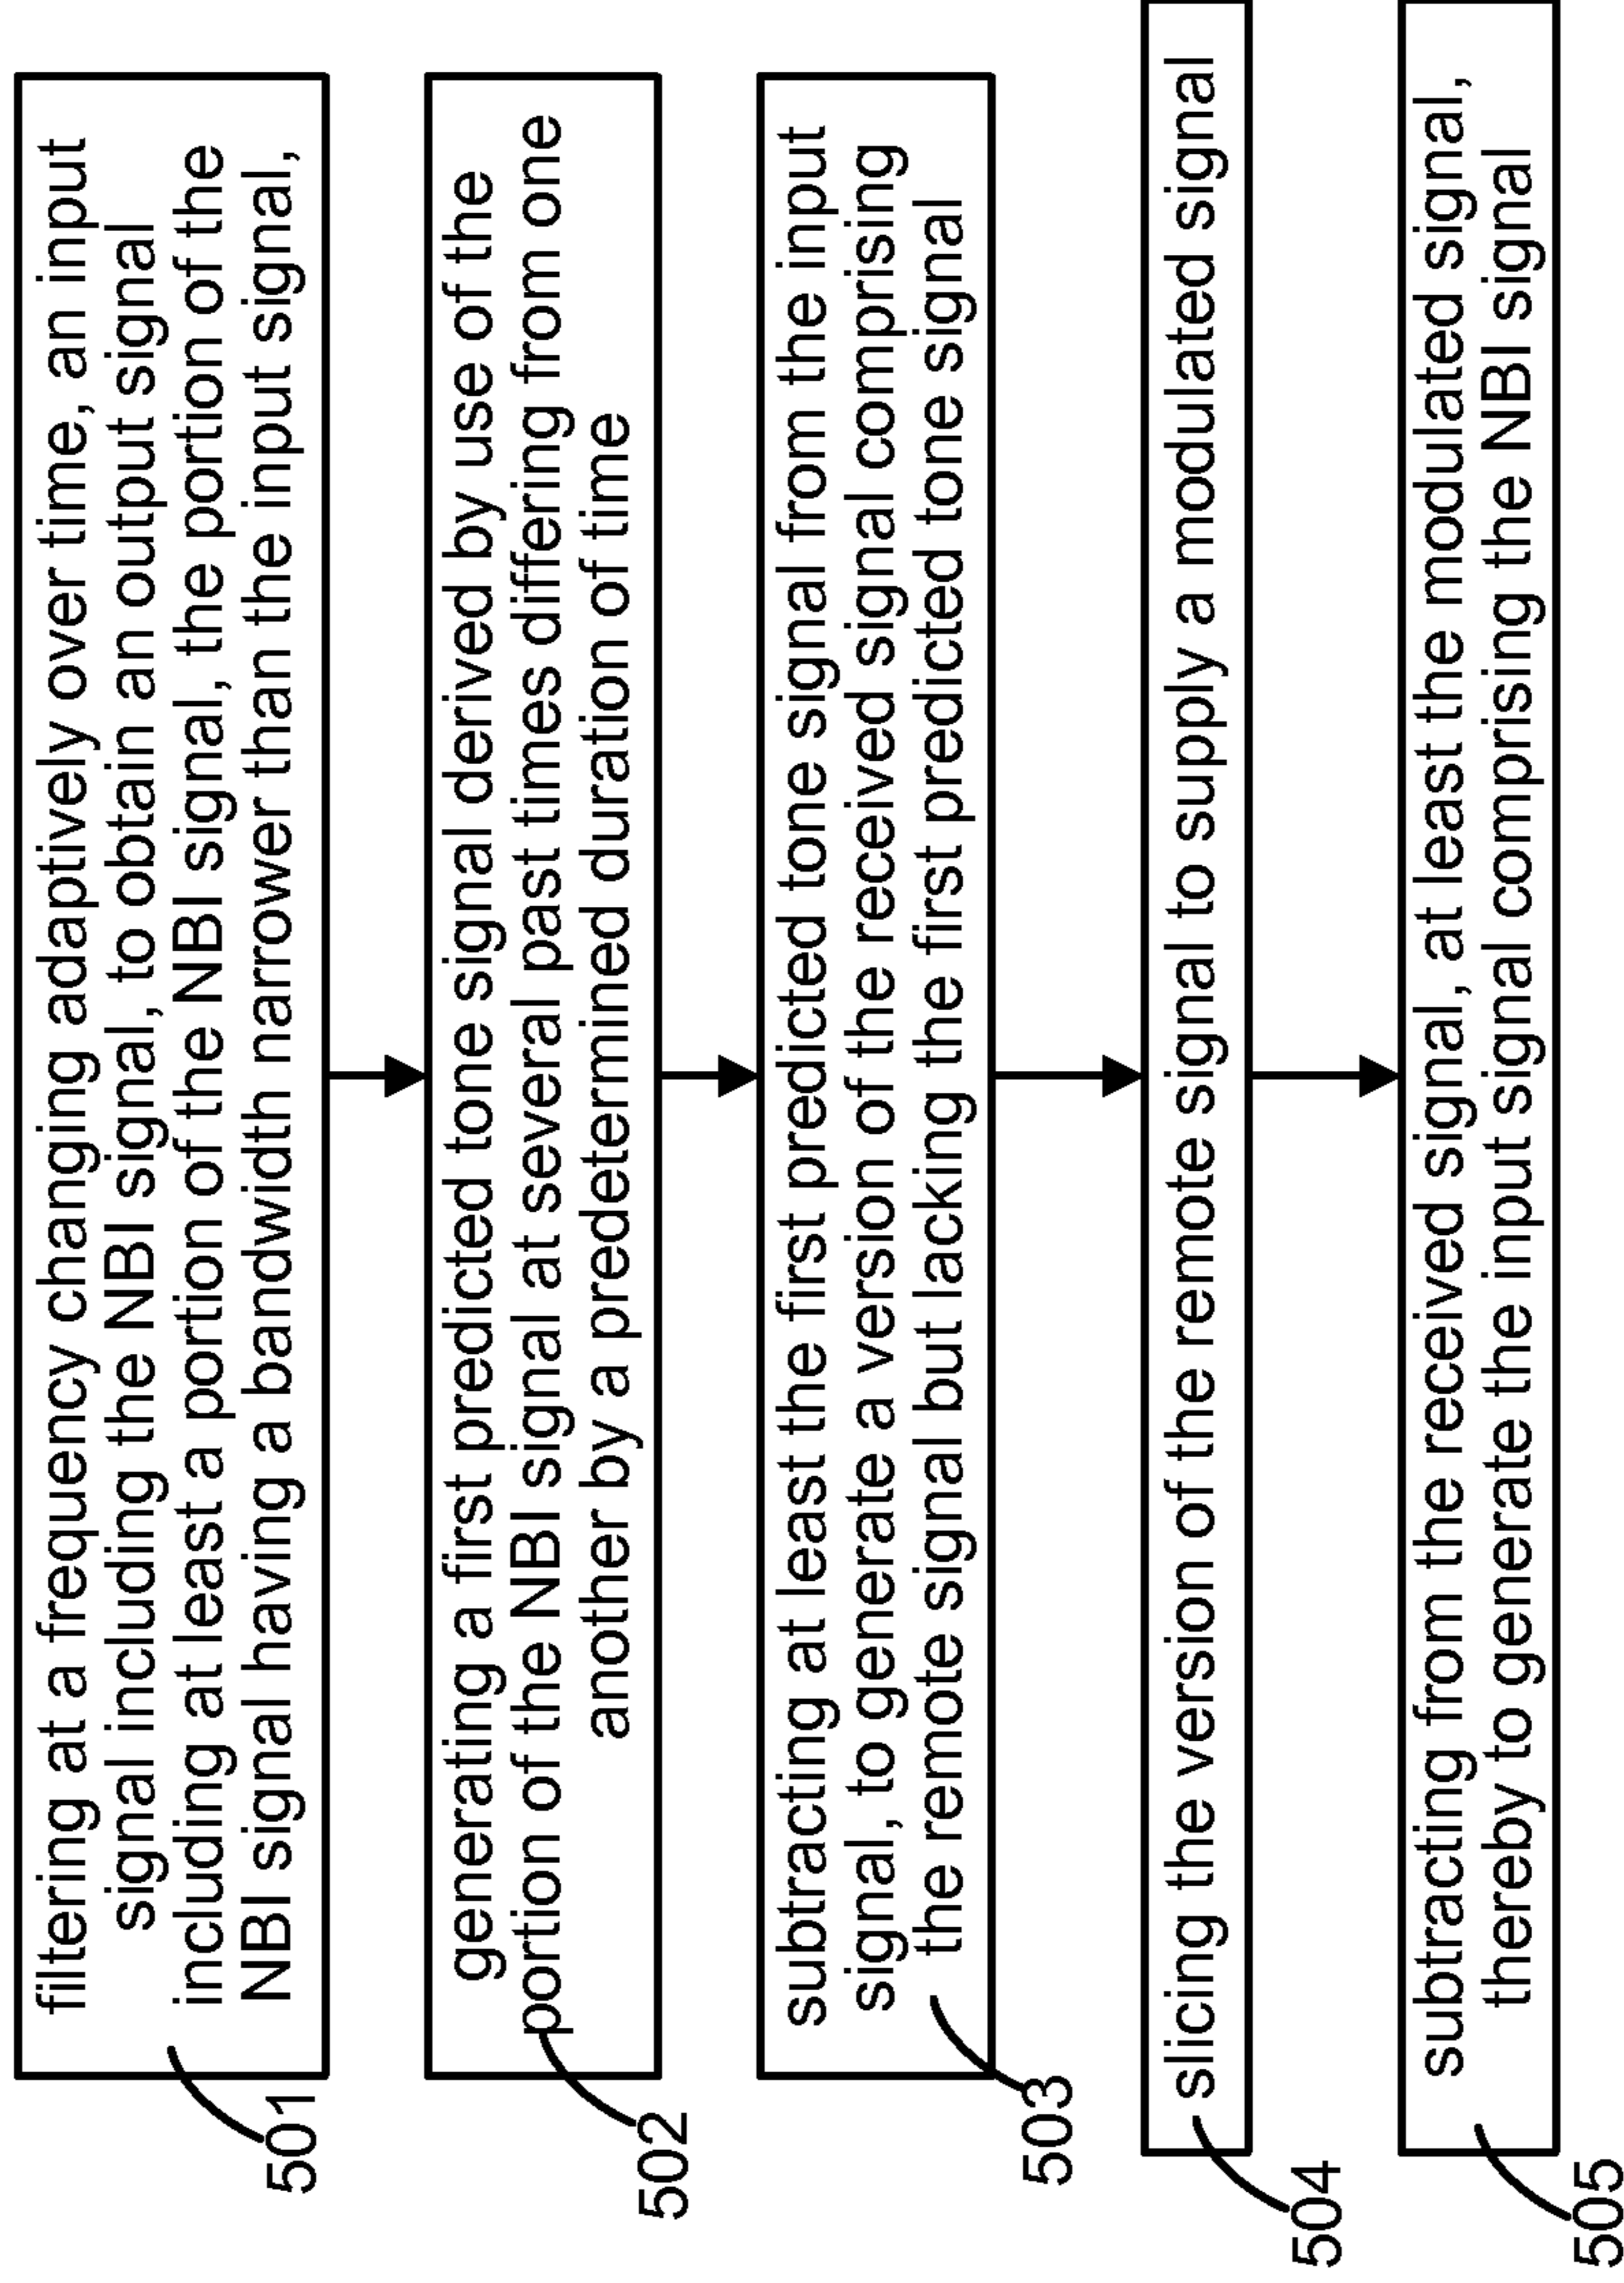 filtering at a frequency changing adaptively over time, an input
signal including the NBI signal, to obtain an output signal
including at least a portion of the NBI signal, the portion of the
NBI signal having a bandwidth narrower than the input signal,
501
generating a first predicted tone signal derived by use of the
portion of the NBI signal at several past times differing from one
another by a predetermined duration of time
502
subtracting at least the first predicted tone signal from the input
signal, to generate a version of the received signal comprising
the remote signal but lacking the first predicted tone signal
503
slicing the version of the remote signal to supply a modulated signal
504
subtracting from the received signal, at least the modulated signal,
thereby to generate the input signal comprising the NBI signal
505